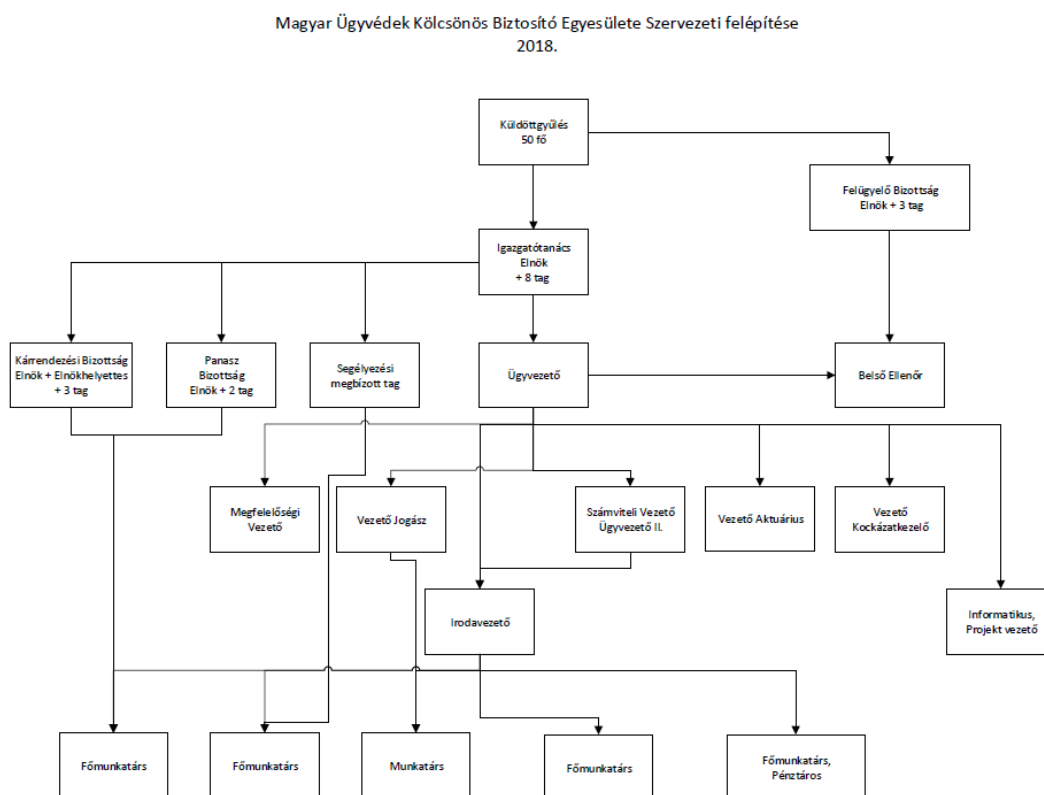 Magyar Ügyvédek Kölcsönös Biztosító Egyesülete Szervezeti felépítése
2018.
Küldöttgyűlés
50 fő
Felügyelő Bizottság
Elnök + 3 tag
Igazgatótanács
Elnök
+ 8 tag
Kárrendezési Bizottság
Elnök + Elnökhelyettes
+ 3 tag
Panasz
Bizottság
Elnök + 2 tag
Segélyezési
megbízott tag
Ügyvezető
Belső Ellenőr
Megfelelőségi
Vezető
Vezető Jogász
Számviteli Vezető
Ügyvezető II.
Vezető Aktuárius
Vezető
Kockázatkezelő
Irodavezető
Informatikus,
Projekt vezető
Főmunkatárs
Főmunkatárs
Munkatárs
Főmunkatárs
Főmunkatárs,
Pénztáros